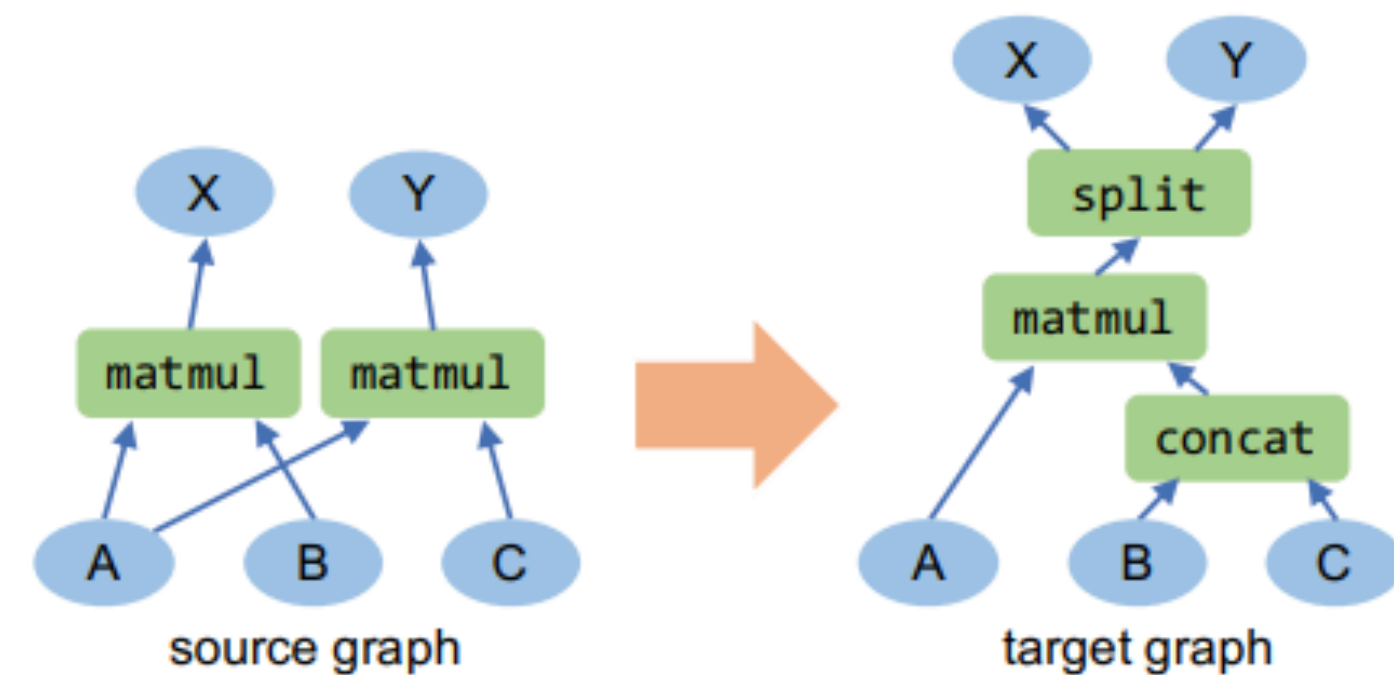 X Y
matmul matmul
A B C
source graph
X Y
split
matmul
concat
A B C
target graph